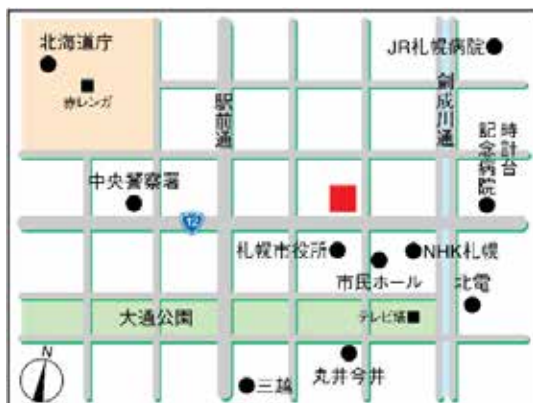 北海道庁
赤レンガ
JR札幌病院
駅前通
創成川通
時計台
記念病院
中央警察署
12
札幌市役所
NHK札幌
市民ホール
北電
大通公園
テレビ塔
丸井今井
三越
N